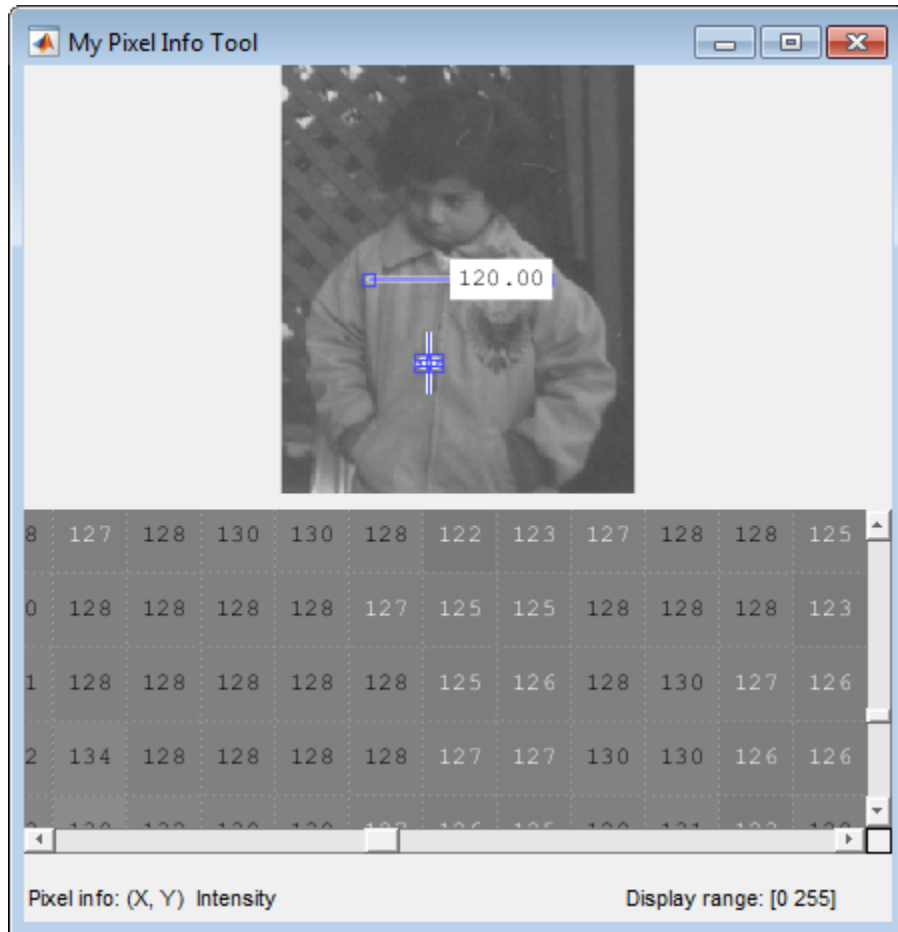 My Pixel Info Tool
120.00
8 127 128 130 130 128 122 123 127 128 128 125
0 128 128 128 128 127 125 125 128 128 128 123
1 128 128 128 128 128 125 126 128 130 127 126
2 134 128 128 128 128 127 127 130 130 126 126
Pixel info: (X, Y) Intensity
Display range: [0 255]